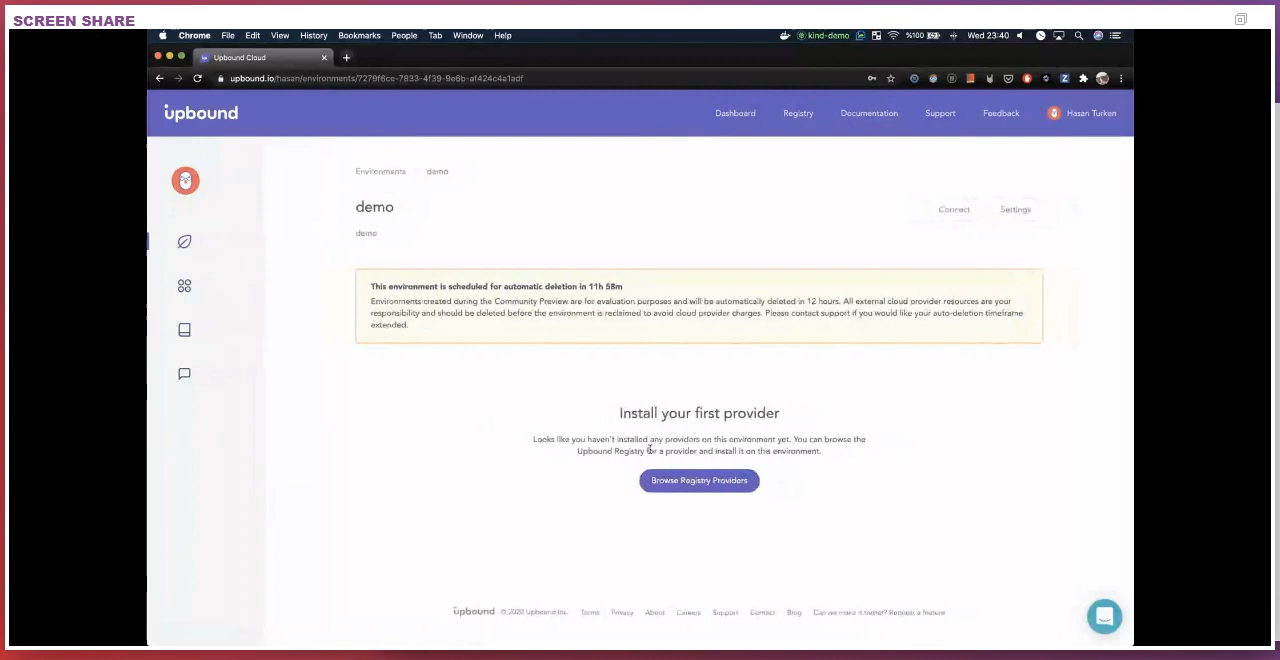 SCREEN SHARE
Chrome File Edit View History Bookmarks People Tab Window Help
kind-demo %100 Wed 23:40
Upbound Cloud
upbound.io/hasan/environments/7279f6ce-7833-4f39-9e6b-af424c4a1adf
upbound Dashboard Registry Documentation Support Feedback Hasan Turken
Environments demo
demo
Connect Settings
demo
This environment is scheduled for automatic deletion in 11h 58m
Environments created during the Community Preview are for evaluation purposes and will be automatically deleted in 12 hours. All external cloud provider resources are your
responsibility and should be deleted before the environment is reclaimed to avoid cloud provider charges. Please contact support if you would like your auto-deletion timeframe
extended.
Install your first provider
Looks like you haven't installed any providers on this environment yet. You can browse the
Upbound Registry for a provider and install it on this environment.
Browse Registry Providers
upbound © 2020 Upbound Inc. Terms Privacy About Careers Support Contact Blog Can we make it better? Request a feature